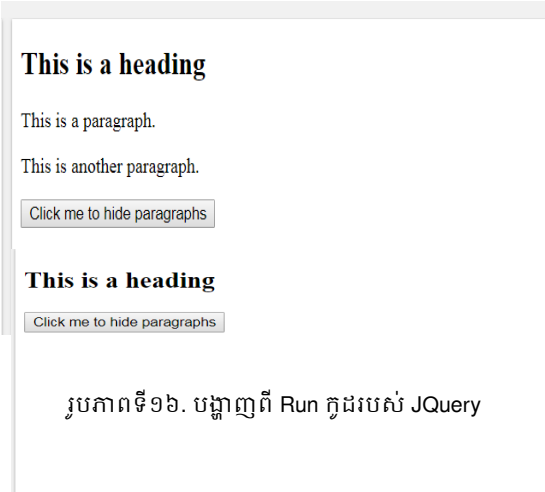 This is a heading
This is a paragraph.
This is another paragraph.
Click me to hide paragraphs
This is a heading
Click me to hide paragraphs
រូបភាពទី១៦. បង្ហាញពី Run កូដរបស់ JQuery